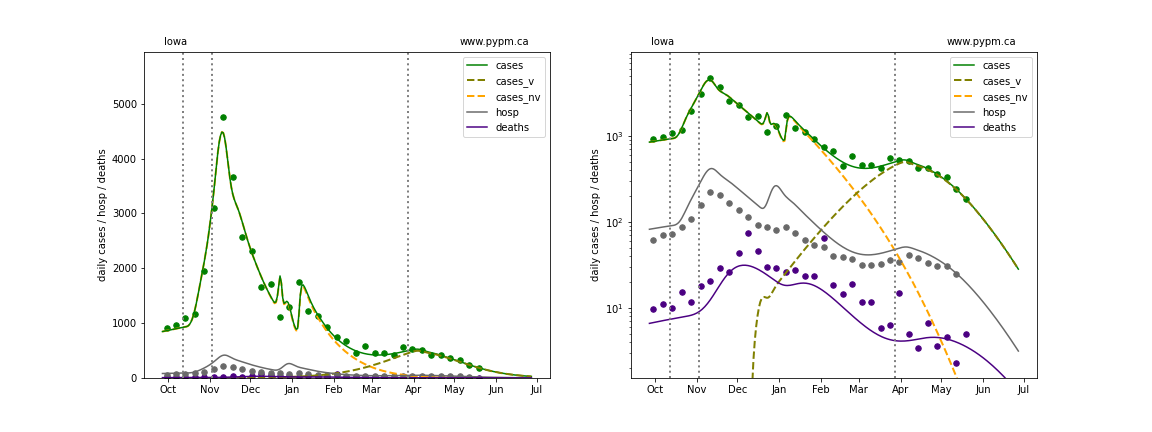 Iowa
www.pypm.ca
cases
cases_v
cases_nv
hosp
deaths
daily cases / hosp / deaths
5000
4000
3000
2000
1000
0
Oct Nov Dec Jan Feb Mar Apr May Jun Jul
Iowa
www.pypm.ca
cases
cases_v
cases_nv
hosp
deaths
daily cases / hosp / deaths
10³
10²
10¹
Oct Nov Dec Jan Feb Mar Apr May Jun Jul